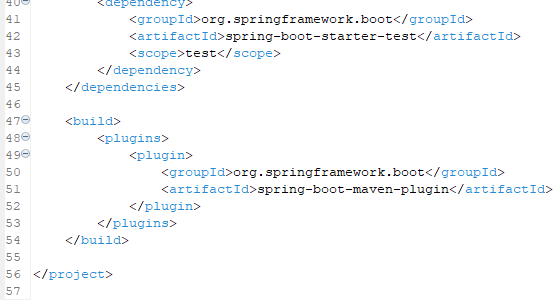 40 <dependency>
41 <groupId>org.springframework.boot</groupId>
42 <artifactId>spring-boot-starter-test</artifactId>
43 <scope>test</scope>
44 </dependency>
45 </dependencies>
46
47 <build>
48 <plugins>
49 <plugin>
50 <groupId>org.springframework.boot</groupId>
51 <artifactId>spring-boot-maven-plugin</artifactId>
52 </plugin>
53 </plugins>
54 </build>
55
56 </project>
57